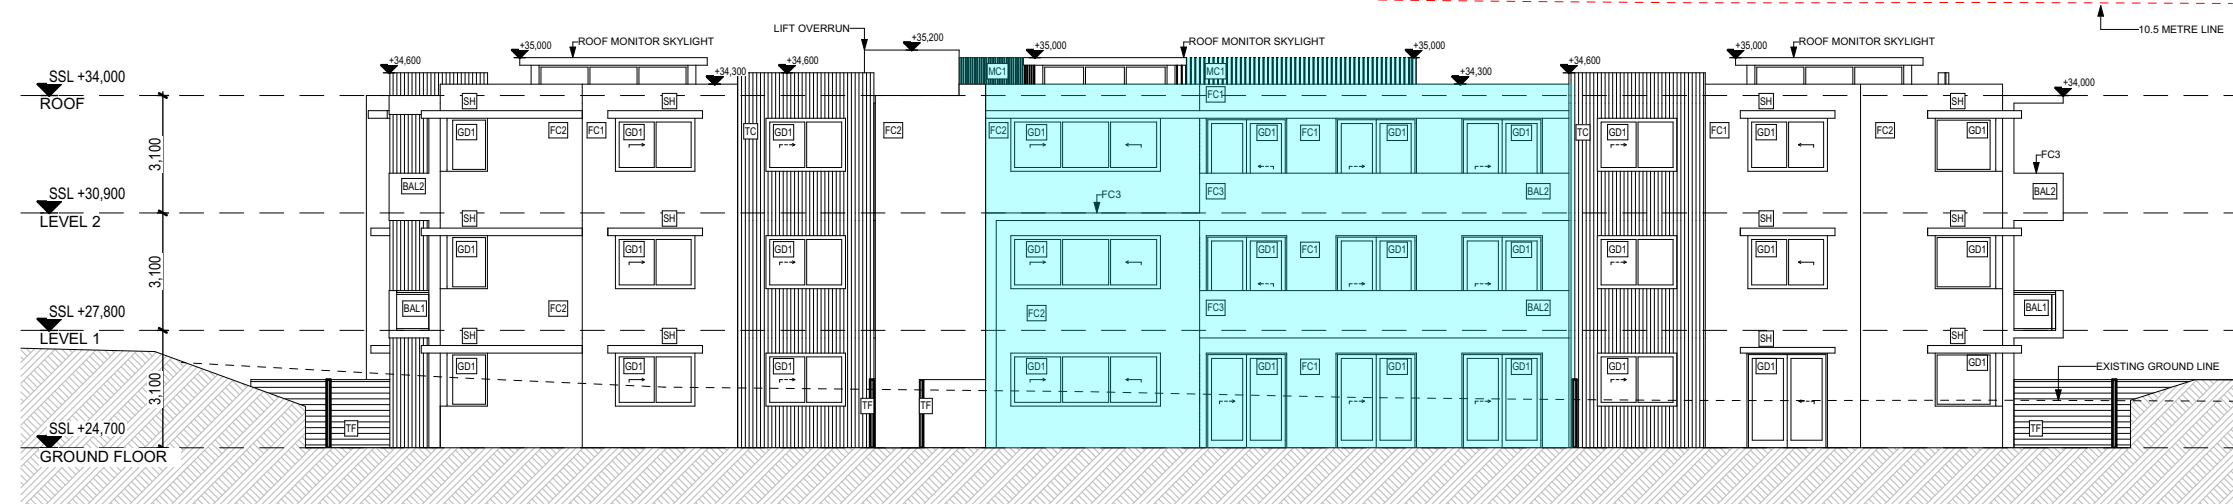 10.5 METRE LINE
LIFT OVERRUN
+35,200
+35,000
ROOF MONITOR SKYLIGHT
+35,000
ROOF MONITOR SKYLIGHT
+35,000
+35,000
ROOF MONITOR SKYLIGHT
+34,600
+34,300
+34,600
MC1
MC1
+34,300
+34,600
+34,000
SSL +34,000
ROOF
SH
SH
FC1
SH
SH
GD1
FC2
FC1
GD1
TC
GD1
FC2
FC2
GD1
GD1
FC1
GD1
GD1
TC
GD1
FC1
GD1
FC2
GD1
3,100
FC3
BAL2
FC3
BAL2
BAL2
SSL +30,900
LEVEL 2
FC3
SH
SH
SH
SH
GD1
GD1
GD1
GD1
GD1
FC1
GD1
GD1
GD1
GD1
GD1
3,100
BAL1
FC2
FC2
FC3
BAL2
BAL1
SSL +27,800
LEVEL 1
SH
SH
SH
SH
GD1
GD1
GD1
GD1
GD1
FC1
GD1
GD1
GD1
GD1
GD1
EXISTING GROUND LINE
3,100
TF
TF
TF
TF
SSL +24,700
GROUND FLOOR